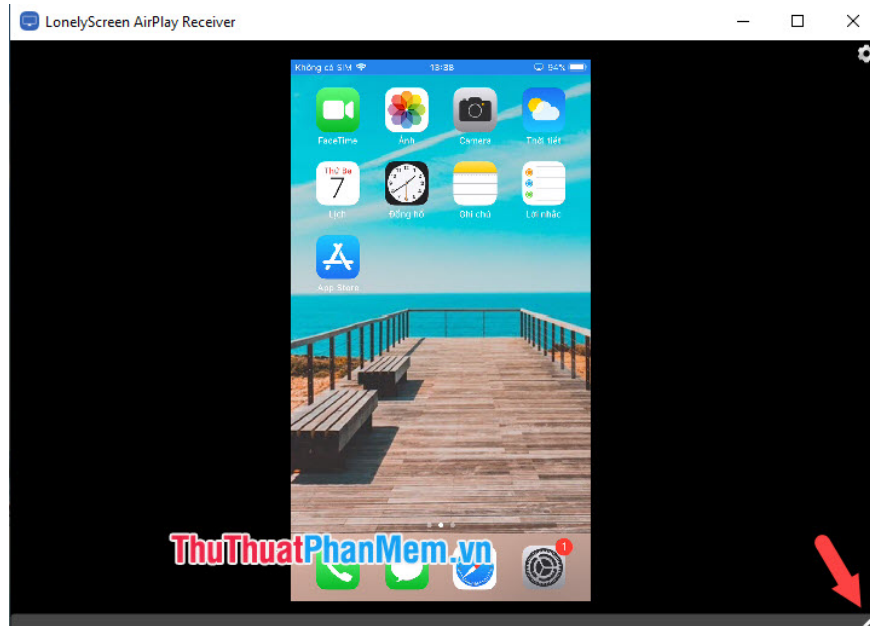 LonelyScreen AirPlay Receiver
Không có SIM 13:38 94%
FaceTime Ảnh Camera Thời tiết
Thứ Ba
7
Lịch Đồng hồ Ghi chú Lời nhắc
App Store
ThuThuatPhanMem.vn
1